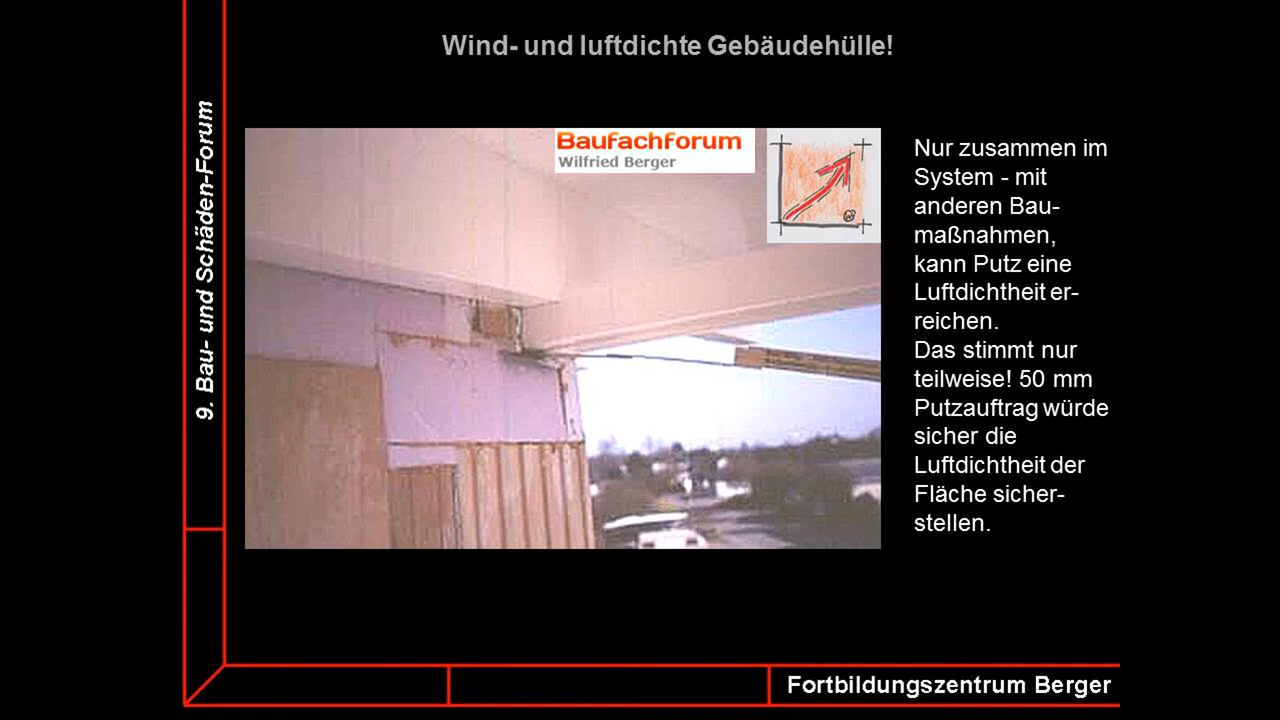 Wind- und luftdichte Gebäudehülle!
9. Bau- und Schäden-Forum
Baufachforum
Wilfried Berger
Nur zusammen im
System - mit
anderen Bau-
maßnahmen,
kann Putz eine
Luftdichtheit er-
reichen.
Das stimmt nur
teilweise! 50 mm
Putzauftrag würde
sicher die
Luftdichtheit der
Fläche sicher-
stellen.
Fortbildungszentrum Berger